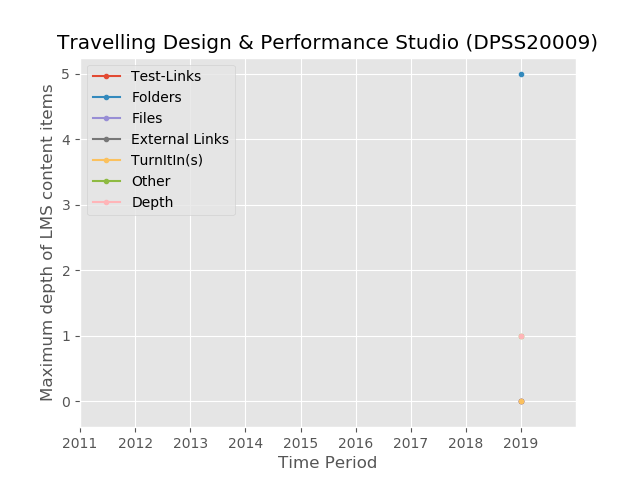 Travelling Design & Performance Studio (DPSS20009)
Test-Links
Folders
Files
External Links
TurnItIn(s)
Other
Depth
Maximum depth of LMS content items
5
4
3
2
1
0
2011 2012 2013 2014 2015 2016 2017 2018 2019
Time Period